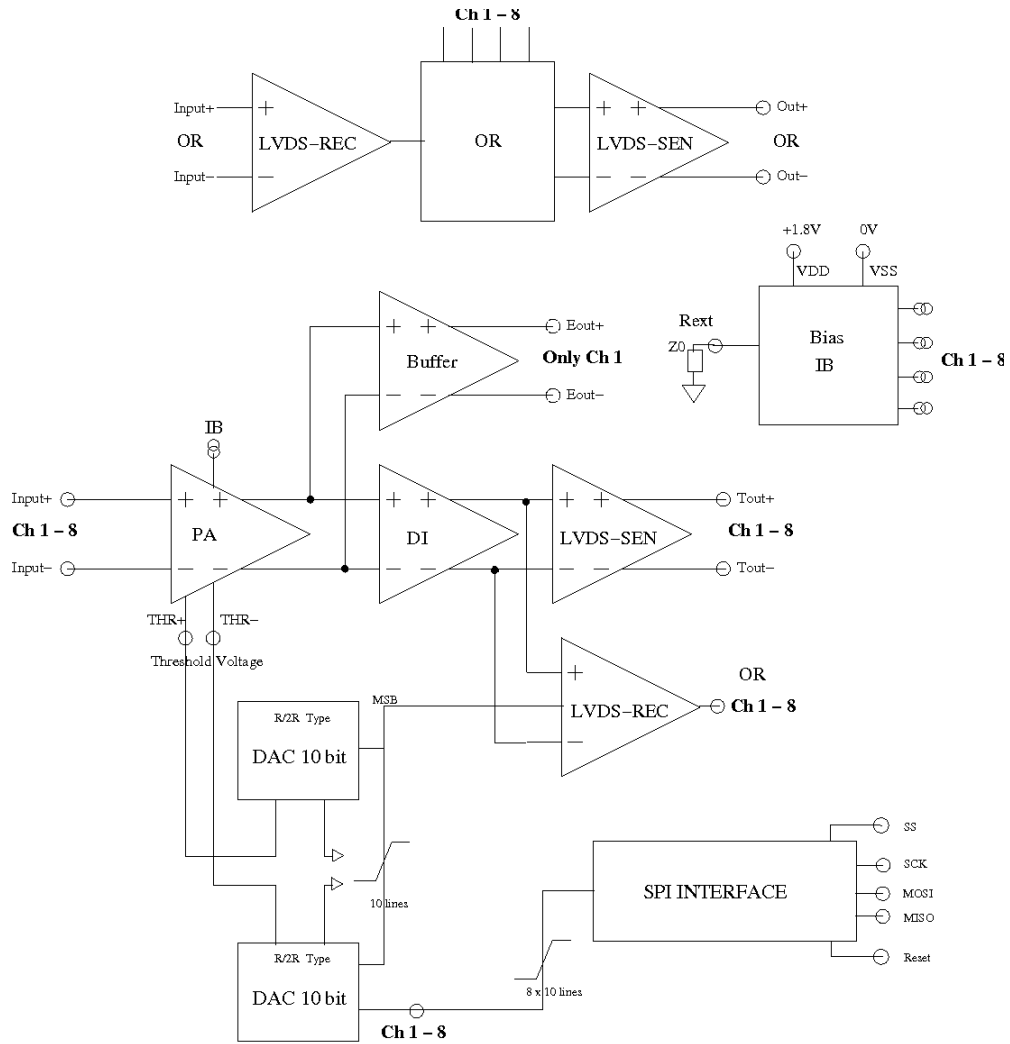 Ch 1 – 8
Input+
OR
Input−
+
−
LVDS−REC
OR
+ +
− −
LVDS−SEN
Out+
OR
Out−
+1.8V
0V
VDD
VSS
Rext
Z0
Bias
IB
Ch 1 – 8
+ +
Buffer
− −
Eout+
Only Ch 1
Eout−
IB
Input+
Ch 1 – 8
Input−
+ +
PA
− −
+ +
DI
− −
+ +
LVDS−SEN
− −
Tout+
Ch 1 – 8
Tout−
THR+
THR−
Threshold Voltage
+
LVDS−REC
−
OR
Ch 1 – 8
MSB
R/2R Type
DAC 10 bit
10 lines
R/2R Type
DAC 10 bit
Ch 1 – 8
8 x 10 lines
SPI INTERFACE
SS
SCK
MOSI
MISO
Reset